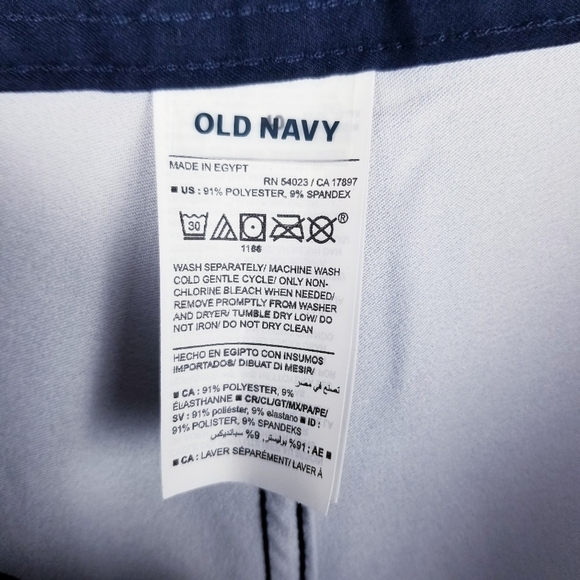 OLD NAVY
MADE IN EGYPT
RN 54023 / CA 17897
■ US : 91% POLYESTER, 9% SPANDEX
30
®
1166
WASH SEPARATELY/ MACHINE WASH
COLD GENTLE CYCLE/ ONLY NON-
CHLORINE BLEACH WHEN NEEDED/
REMOVE PROMPTLY FROM WASHER
AND DRYER/ TUMBLE DRY LOW/ DO
NOT IRON/ DO NOT DRY CLEAN
HECHO EN EGIPTO CON INSUMOS
IMPORTADOS/ DIBUAT DI MESIR/
تصنع في مصر
■ CA : 91% POLYESTER, 9%
ÉLASTHANNE ■ CR/CL/GT/MX/PA/PE/
SV : 91% poliéster, 9% elastano ■ ID :
91% POLISTER, 9% SPANDEKS
■ AE : 91% بوليستر, 9% سبانديكس
■ CA : LAVER SÉPARÉMENT/ LAVER À